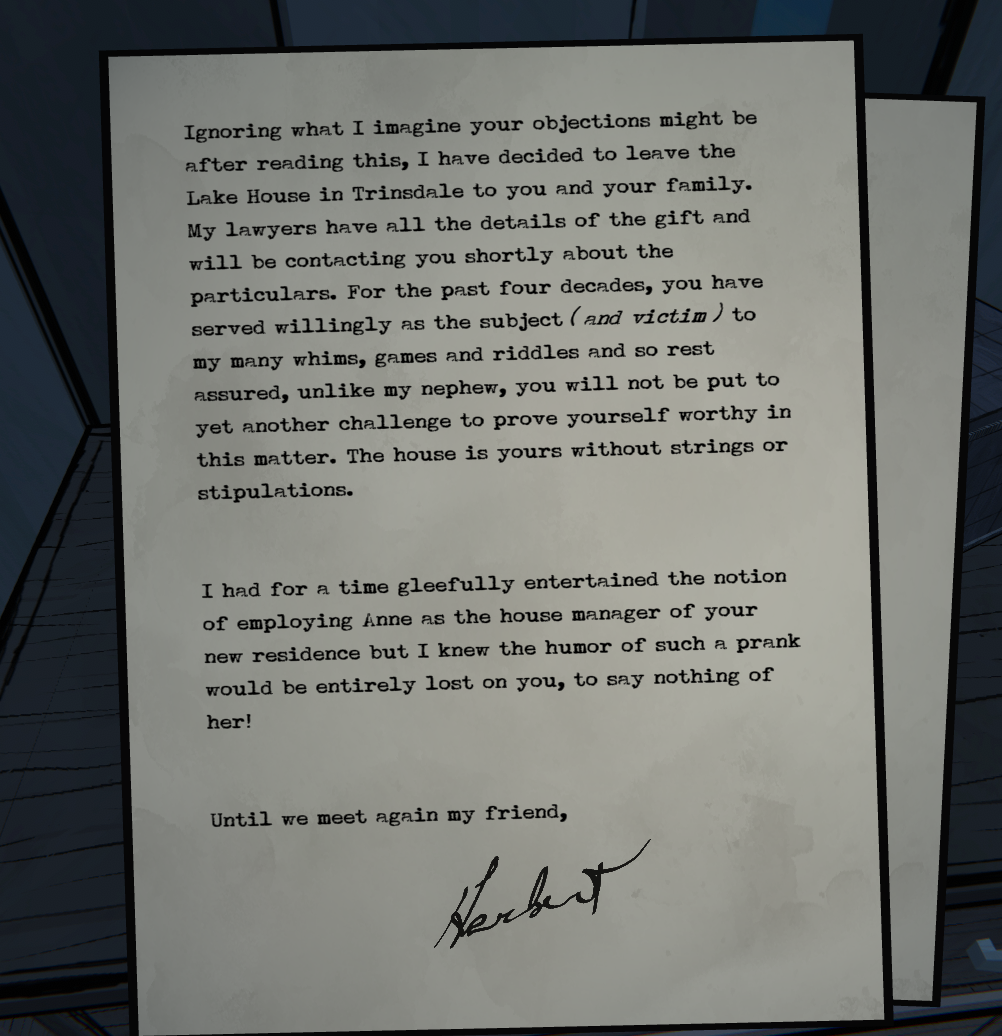 Ignoring what I imagine your objections might be
after reading this, I have decided to leave the
Lake House in Trinsdale to you and your family.
My lawyers have all the details of the gift and
will be contacting you shortly about the
particulars. For the past four decades, you have
served willingly as the subject (and victim) to
my many whims, games and riddles and so rest
assured, unlike my nephew, you will not be put to
yet another challenge to prove yourself worthy in
this matter. The house is yours without strings or
stipulations.
I had for a time gleefully entertained the notion
of employing Anne as the house manager of your
new residence but I knew the humor of such a prank
would be entirely lost on you, to say nothing of
her!
Until we meet again my friend,
Herbert